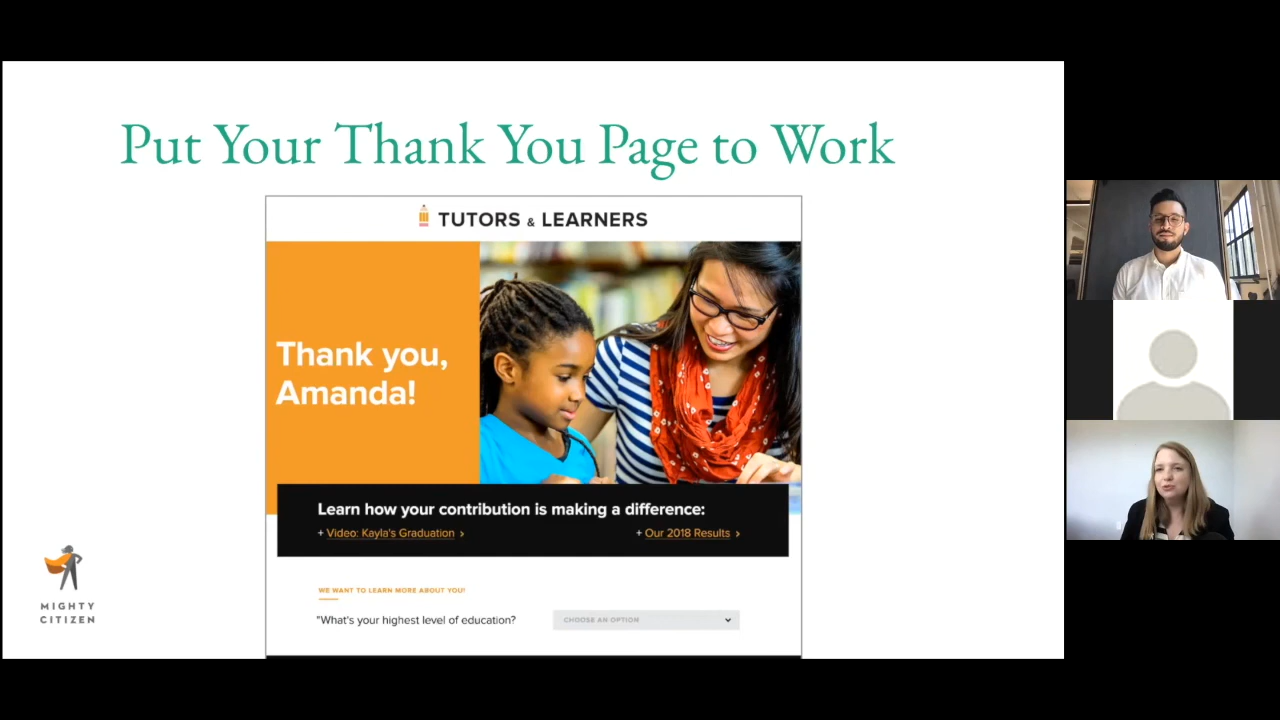 Put Your Thank You Page to Work
TUTORS & LEARNERS
Thank you,
Amanda!
Learn how your contribution is making a difference:
+ Video: Kayla's Graduation >
+ Our 2018 Results >
WE WANT TO LEARN MORE ABOUT YOU!
"What's your highest level of education?
CHOOSE AN OPTION
MIGHTY
CITIZEN